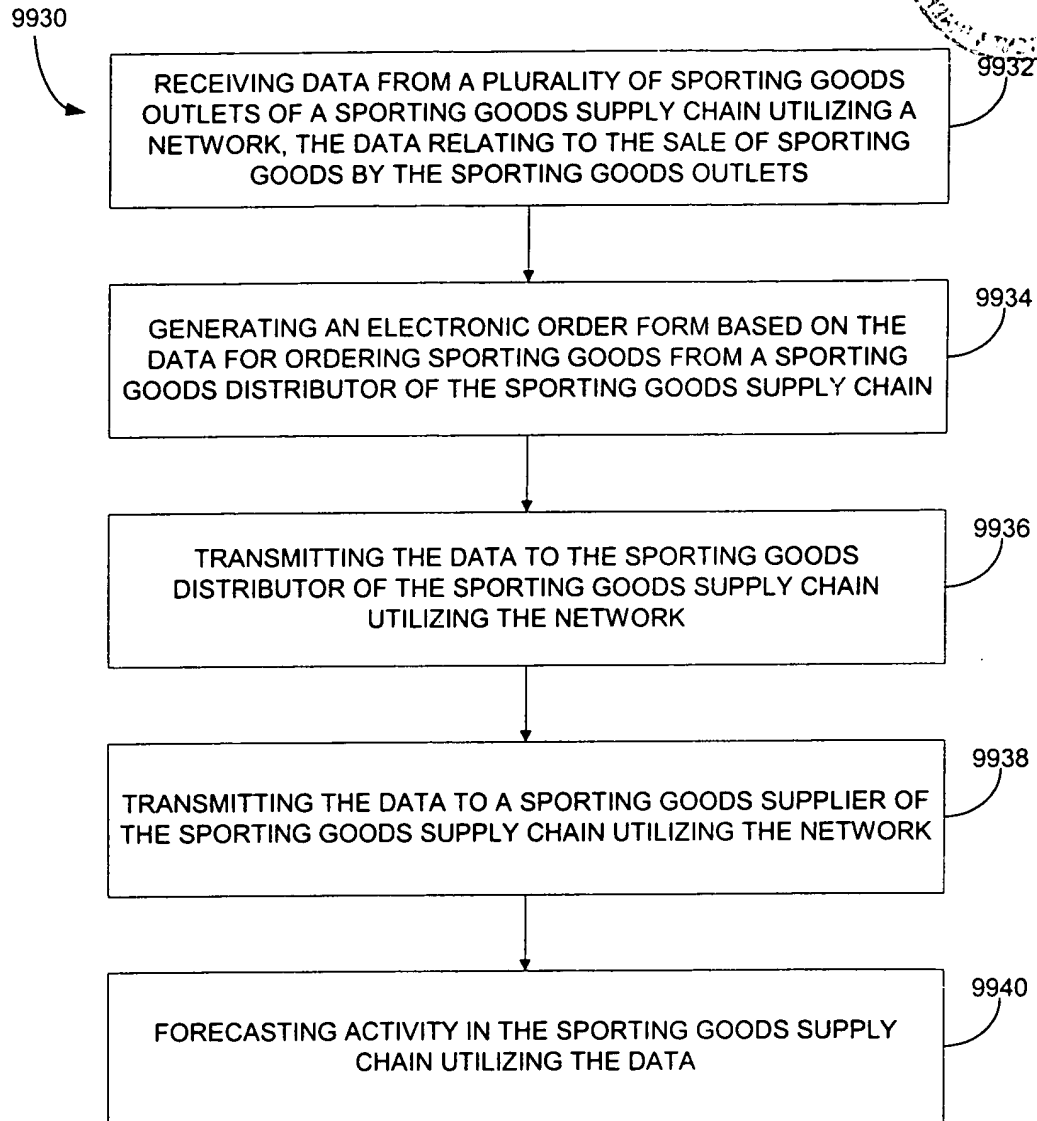 9930
9932
RECEIVING DATA FROM A PLURALITY OF SPORTING GOODS
OUTLETS OF A SPORTING GOODS SUPPLY CHAIN UTILIZING A
NETWORK, THE DATA RELATING TO THE SALE OF SPORTING
GOODS BY THE SPORTING GOODS OUTLETS
9934
GENERATING AN ELECTRONIC ORDER FORM BASED ON THE
DATA FOR ORDERING SPORTING GOODS FROM A SPORTING
GOODS DISTRIBUTOR OF THE SPORTING GOODS SUPPLY CHAIN
9936
TRANSMITTING THE DATA TO THE SPORTING GOODS
DISTRIBUTOR OF THE SPORTING GOODS SUPPLY CHAIN
UTILIZING THE NETWORK
9938
TRANSMITTING THE DATA TO A SPORTING GOODS SUPPLIER OF
THE SPORTING GOODS SUPPLY CHAIN UTILIZING THE NETWORK
9940
FORECASTING ACTIVITY IN THE SPORTING GOODS SUPPLY
CHAIN UTILIZING THE DATA